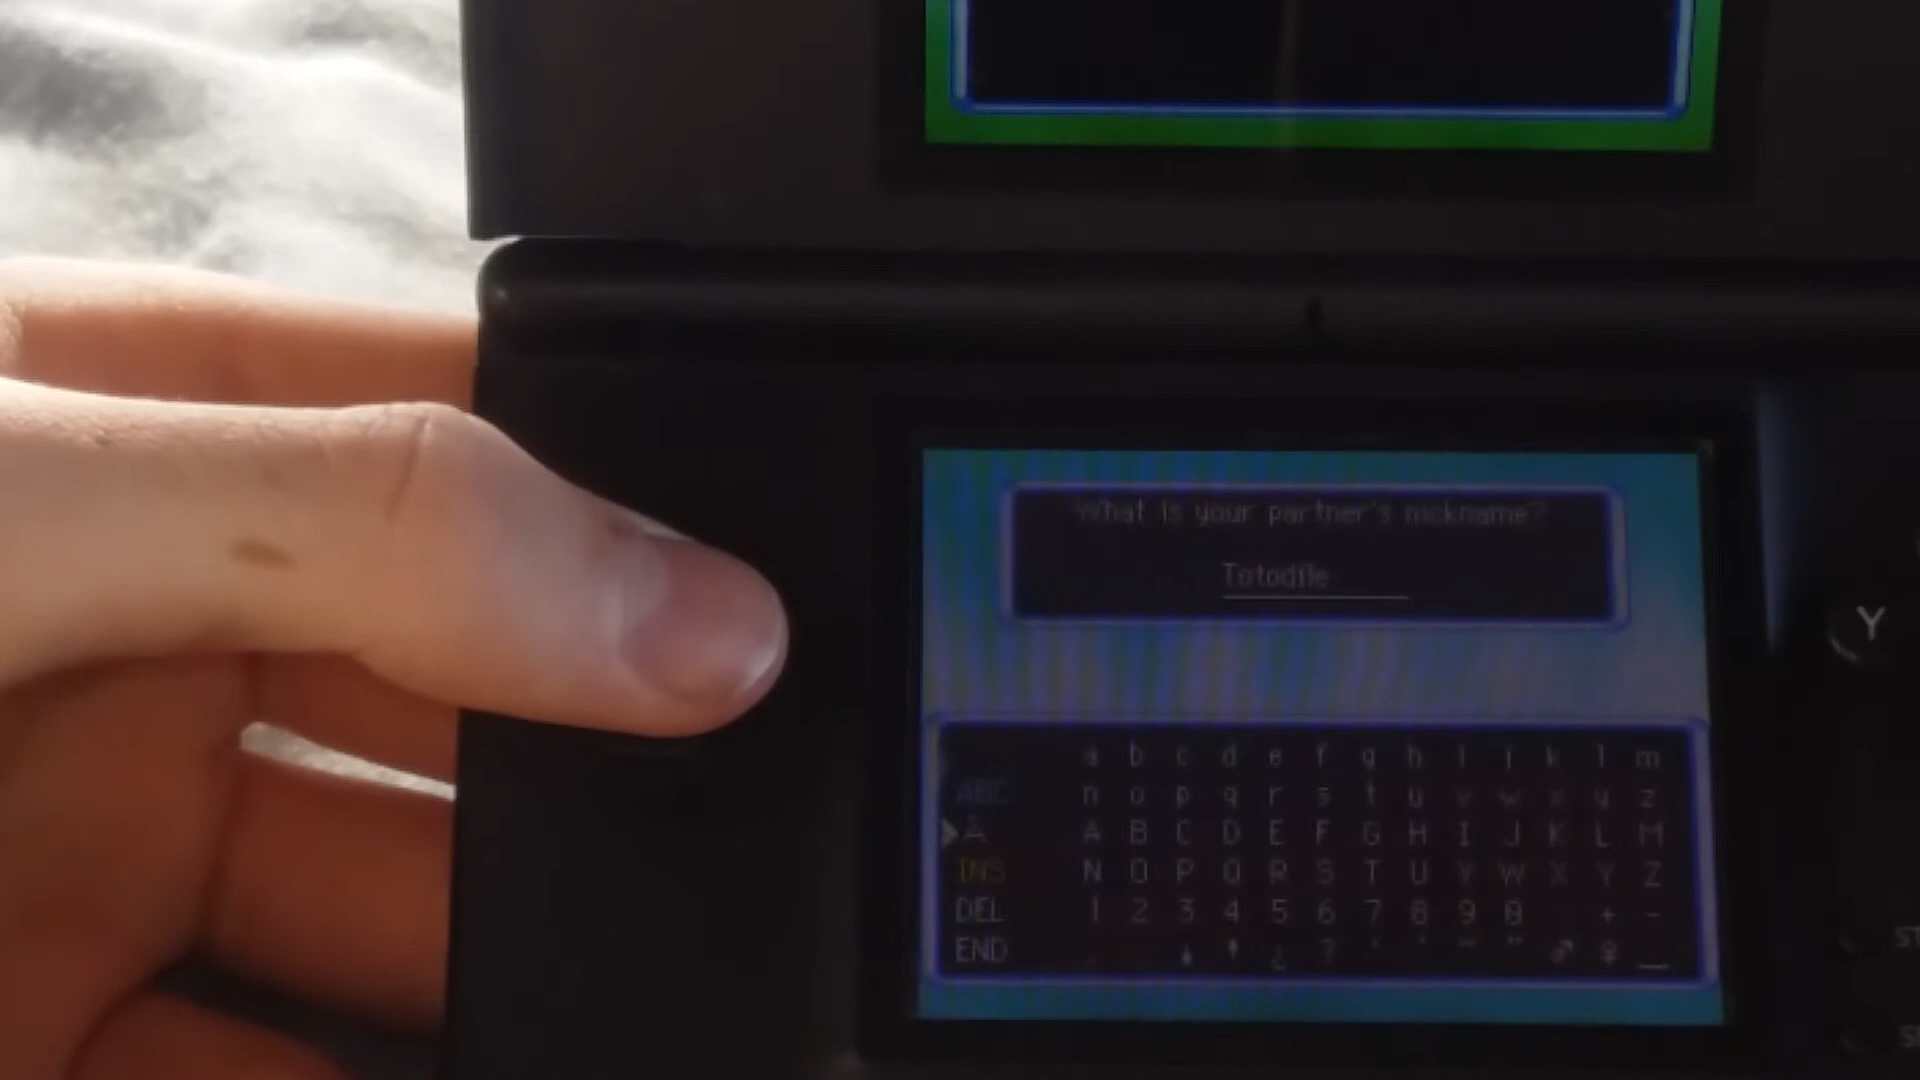 What is your partner's nickname?
Totodile
a b c d e f g h i j k l m
ABC n o p q r s t u v w x y z
A B C D E F G H I J K L M
INS N O P Q R S T U V W X Y Z
DEL 1 2 3 4 5 6 7 8 9 0 + -
END ? ♂ ♀
Y